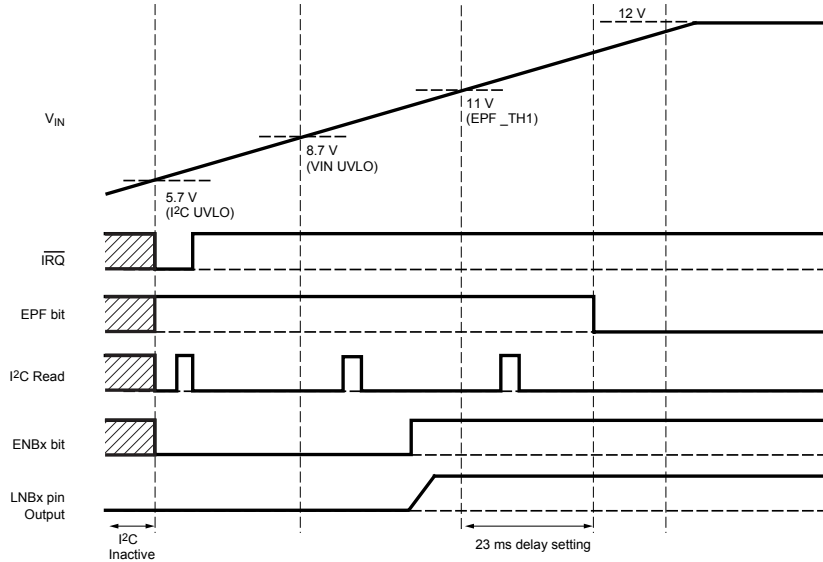 12 V
V_IN
11 V
(EPF _TH1)
8.7 V
(VIN UVLO)
5.7 V
(I²C UVLO)
IRQ
EPF bit
I²C Read
ENBx bit
LNBx pin
Output
I²C
Inactive
23 ms delay setting